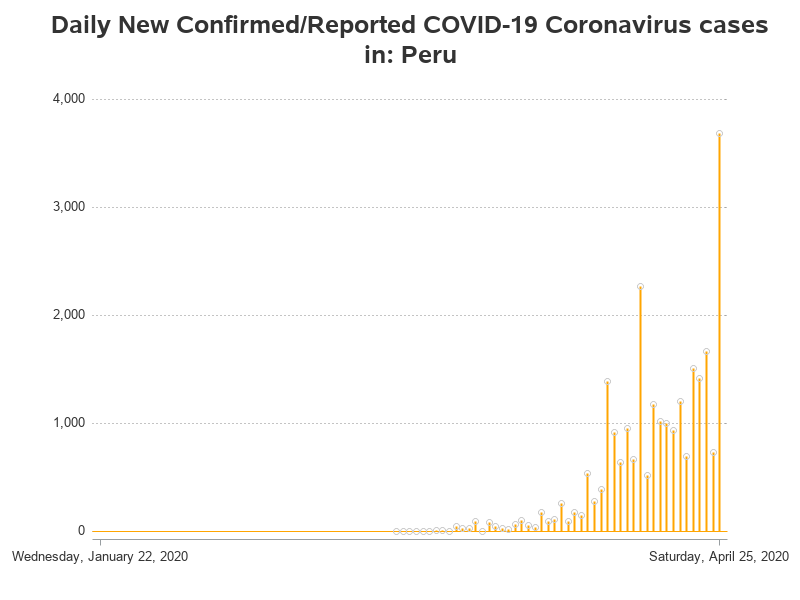 Daily New Confirmed/Reported COVID-19 Coronavirus cases
in: Peru
4,000
3,000
2,000
1,000
0
Wednesday, January 22, 2020
Saturday, April 25, 2020